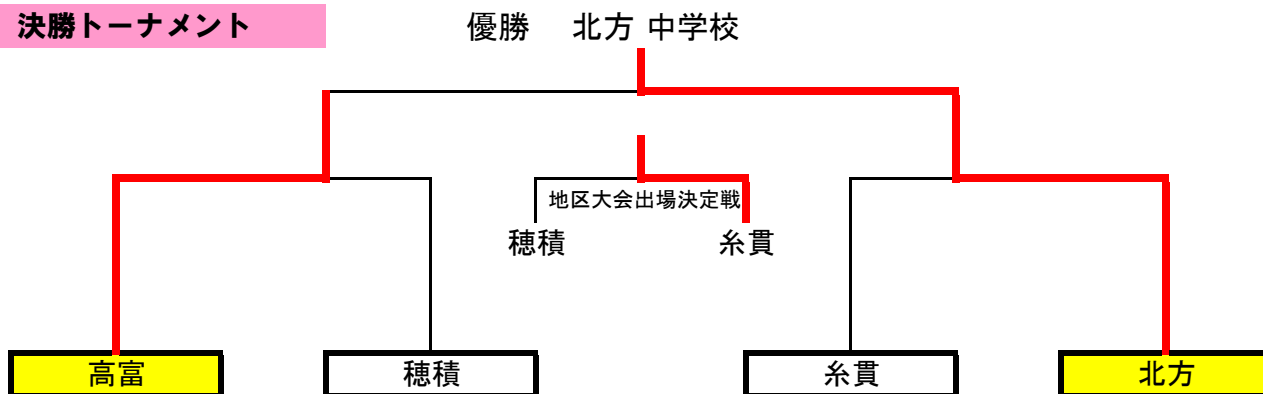 決勝トーナメント
優勝 北方 中学校
地区大会出場決定戦
穂積 糸貫
高富 穂積 糸貫 北方